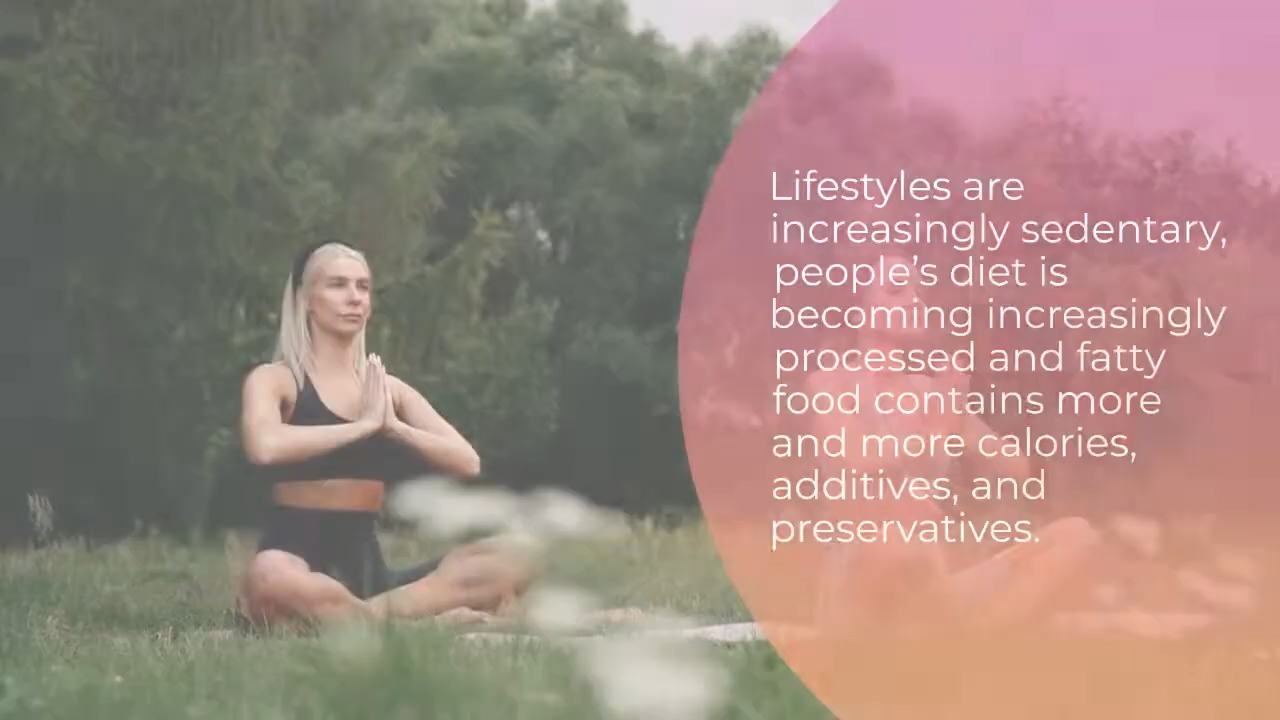 Lifestyles are
increasingly sedentary,
people’s diet is
becoming increasingly
processed and fatty
food contains more
and more calories,
additives, and
preservatives.